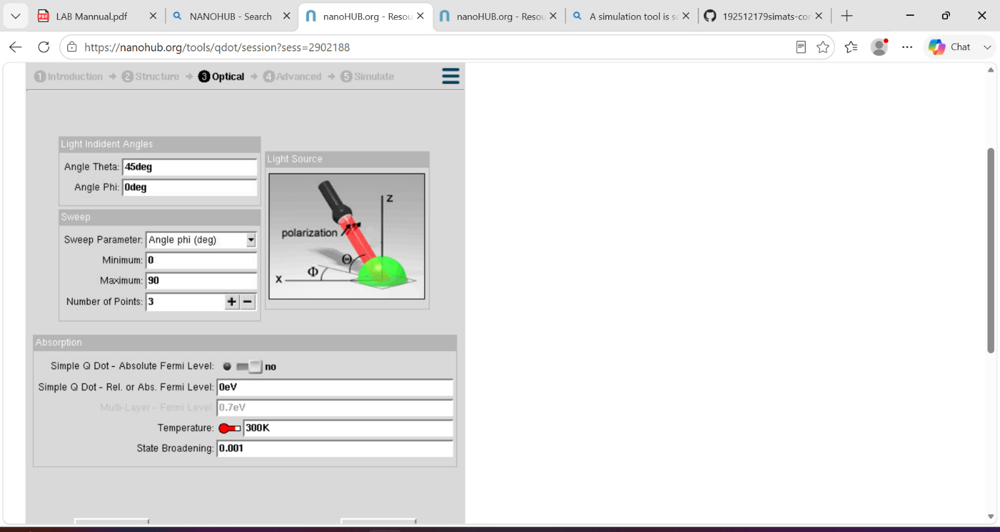 LAB Mannual.pdf
NANOHUB - Search
nanoHUB.org - Resou
nanoHUB.org - Resou
A simulation tool is sc
192512179simats-cor
https://nanohub.org/tools/qdot/session?sess=2902188
Chat
1 Introduction → 2 Structure → 3 Optical → 4 Advanced → 5 Simulate
Light Indident Angles
Angle Theta: 45deg
Angle Phi: 0deg
Sweep
Sweep Parameter: Angle phi (deg)
Minimum: 0
Maximum: 90
Number of Points: 3
Light Source
z
polarization
Θ
Φ
x
Absorption
Simple Q Dot - Absolute Fermi Level: no
Simple Q Dot - Rel. or Abs. Fermi Level: 0eV
Multi-Layer - Fermi Level: 0.7eV
Temperature: 300K
State Broadening: 0.001